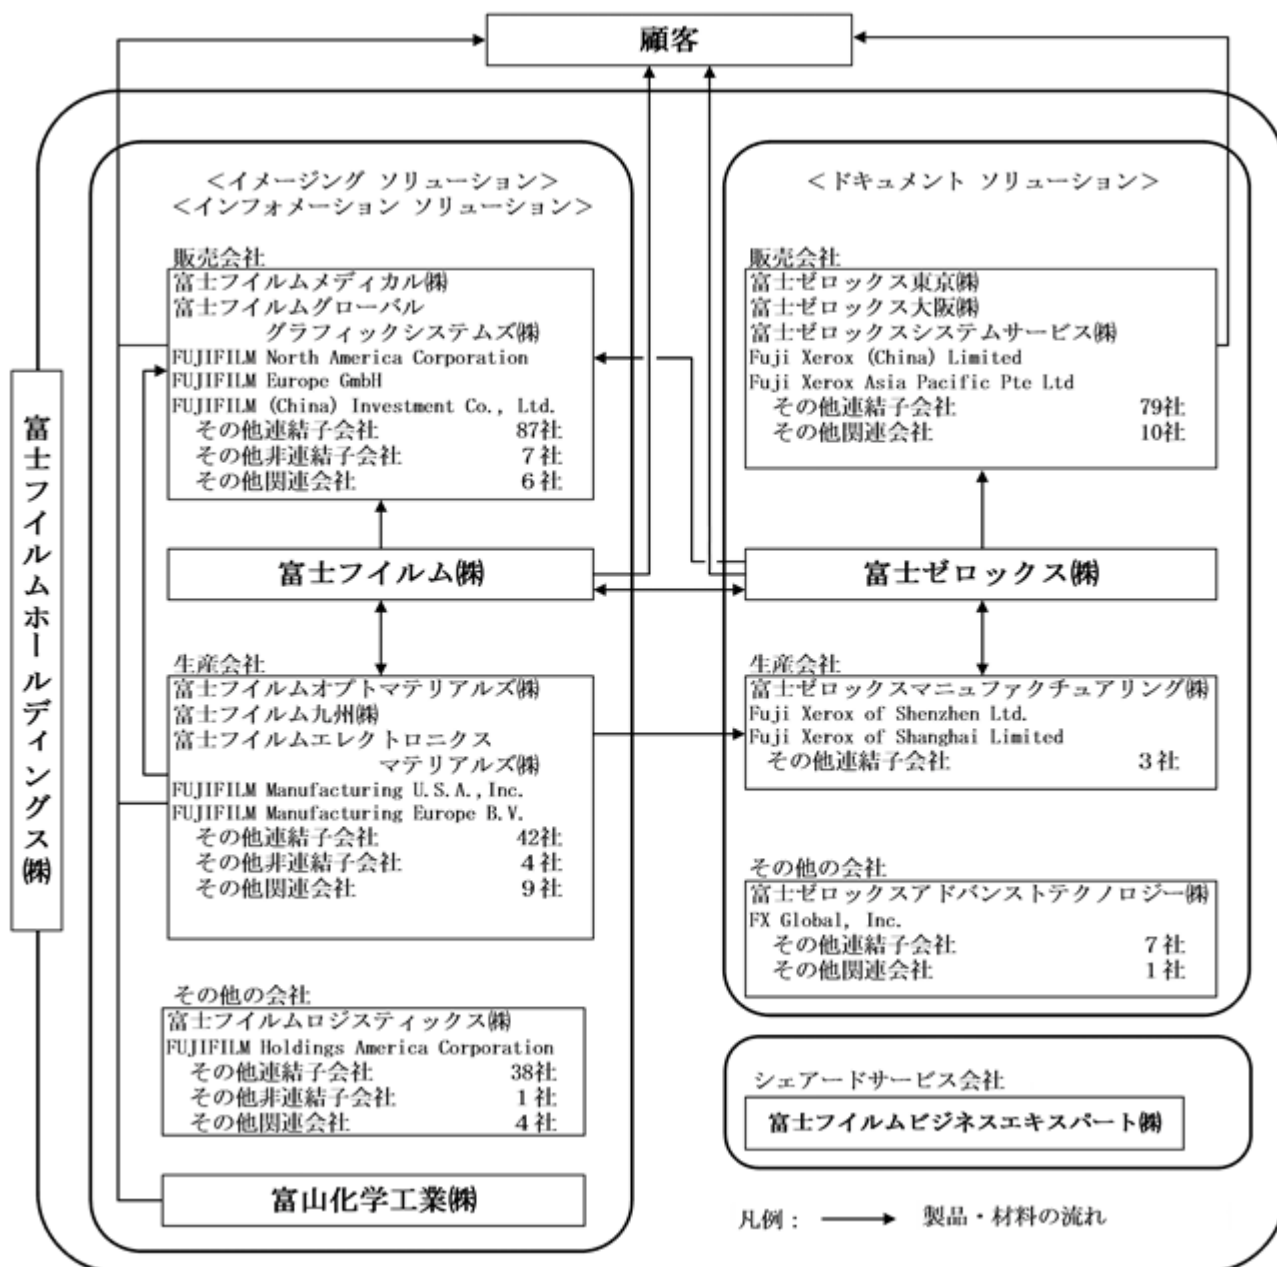 顧客
＜イメージング ソリューション＞
＜インフォメーション ソリューション＞
販売会社
富士フイルムメディカル㈱
富士フイルムグローバル
グラフィックシステムズ㈱
FUJIFILM North America Corporation
FUJIFILM Europe GmbH
FUJIFILM (China) Investment Co., Ltd.
その他連結子会社 87社
その他非連結子会社 7社
その他関連会社 6社
富士フイルム㈱
生産会社
富士フイルムオプトマテリアルズ㈱
富士フイルム九州㈱
富士フイルムエレクトロニクス
マテリアルズ㈱
FUJIFILM Manufacturing U.S.A.,Inc.
FUJIFILM Manufacturing Europe B.V.
その他連結子会社 42社
その他非連結子会社 4社
その他関連会社 9社
その他の会社
富士フイルムロジスティックス㈱
FUJIFILM Holdings America Corporation
その他連結子会社 38社
その他非連結子会社 1社
その他関連会社 4社
富山化学工業㈱
＜ドキュメント ソリューション＞
販売会社
富士ゼロックス東京㈱
富士ゼロックス大阪㈱
富士ゼロックスシステムサービス㈱
Fuji Xerox (China) Limited
Fuji Xerox Asia Pacific Pte Ltd
その他連結子会社 79社
その他関連会社 10社
富士ゼロックス㈱
生産会社
富士ゼロックスマニュファクチュアリング㈱
Fuji Xerox of Shenzhen Ltd.
Fuji Xerox of Shanghai Limited
その他連結子会社 3社
その他の会社
富士ゼロックスアドバンストテクノロジー㈱
FX Global, Inc.
その他連結子会社 7社
その他関連会社 1社
シェアードサービス会社
富士フイルムビジネスエキスパート㈱
凡例： 製品・材料の流れ
富士フイルムホールディングス㈱